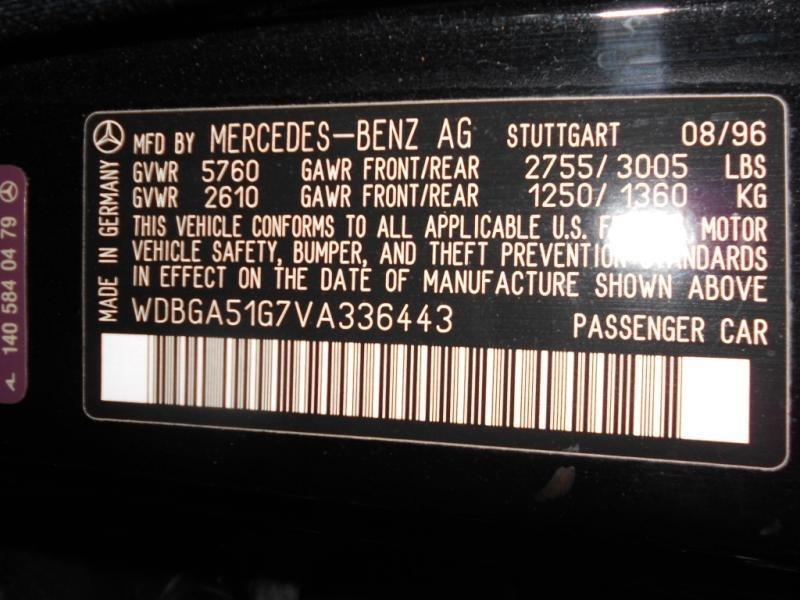 MFD BY MERCEDES-BENZ AG STUTTGART 08/96
GVWR 5760 GAWR FRONT/REAR 2755/3005 LBS
GVWR 2610 GAWR FRONT/REAR 1250/1360 KG
THIS VEHICLE CONFORMS TO ALL APPLICABLE U.S. MOTOR
VEHICLE SAFETY, BUMPER, AND THEFT PREVENTION STANDARDS
IN EFFECT ON THE DATE OF MANUFACTURE SHOWN ABOVE
WDBGA51G7VA336443 PASSENGER CAR
MADE IN GERMANY
140 584 04 79